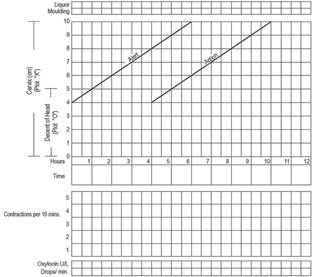 Liquor
Moulding
Cervix (cm)
(Plot "X")
Decent of Head
(Plot "O")
10
9
8
7
6
5
4
3
2
1
0
Alert
Action
Hours 1 2 3 4 5 6 7 8 9 10 11 12
Time
Contractions per 10 mins.
5
4
3
2
1
Oxytocin U/L
Drops/ min.